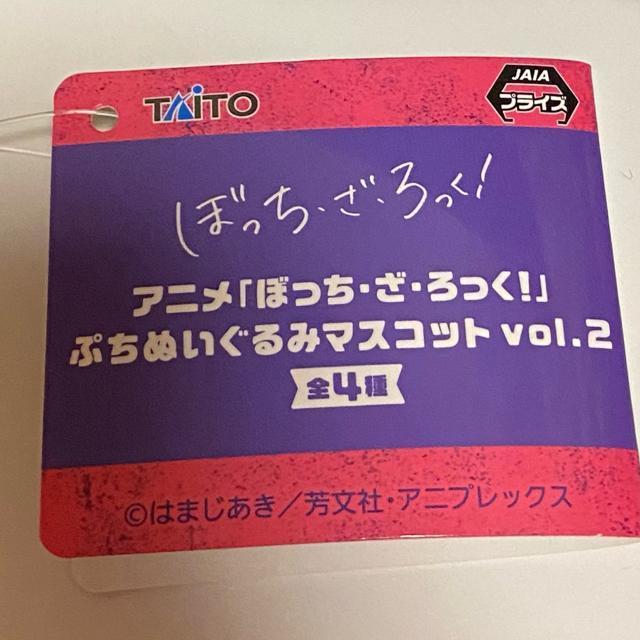 TAITO
JAIA
プライズ
ぼっち・ざ・ろっく!
アニメ「ぼっち・ざ・ろっく!」
ぷちぬいぐるみマスコット vol.2
全4種
©はまじあき/芳文社・アニプレックス